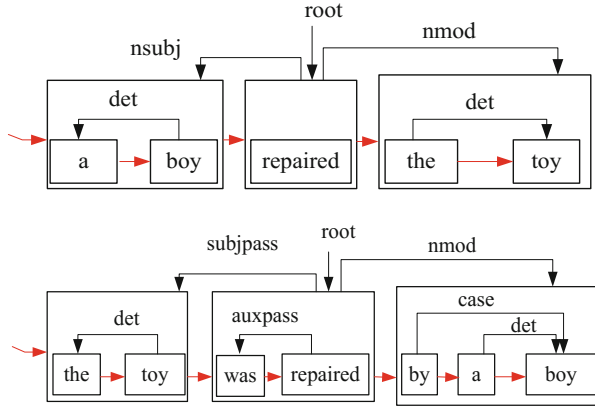 root
nsubj
nmod
det
det
a boy repaired the toy
root
subjpass
nmod
case
auxpass
det
det
the toy was repaired by a boy